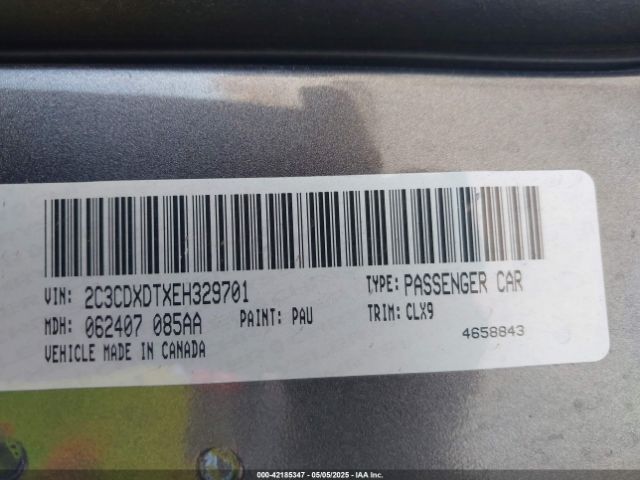 VIN: 2C3CDXDTXEH329701 TYPE: PASSENGER CAR
MDH: 062407 085AA PAINT: PAU TRIM: CLX9
VEHICLE MADE IN CANADA 4658843
000-42185347 - 05/05/2025 - IAA Inc.